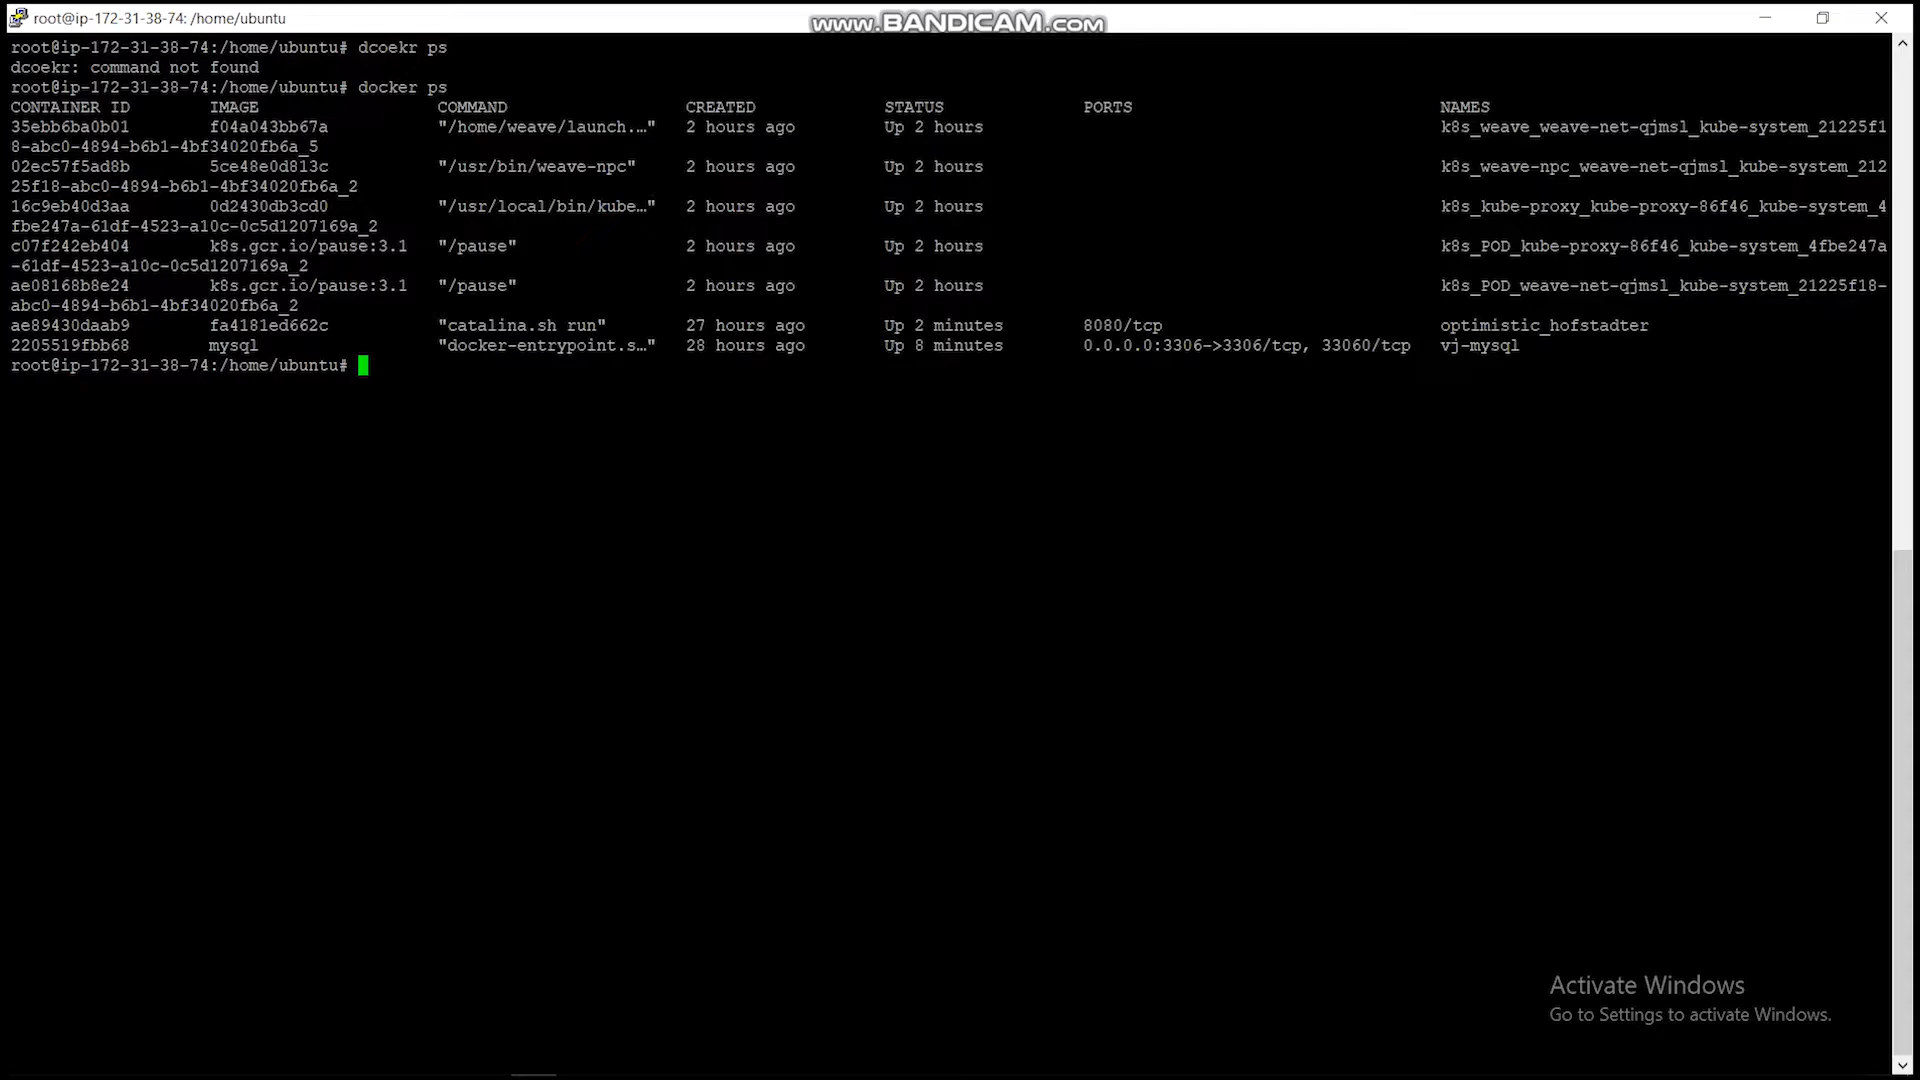 root@ip-172-31-38-74: /home/ubuntu
www.BANDICAM.com
root@ip-172-31-38-74:/home/ubuntu# dcoekr ps
dcoekr: command not found
root@ip-172-31-38-74:/home/ubuntu# docker ps
CONTAINER ID IMAGE COMMAND CREATED STATUS PORTS NAMES
35ebb6ba0b01 f04a043bb67a "/home/weave/launch.…" 2 hours ago Up 2 hours k8s_weave_weave-net-qjmsl_kube-system_21225f1
8-abc0-4894-b6b1-4bf34020fb6a_5
02ec57f5ad8b 5ce48e0d813c "/usr/bin/weave-npc" 2 hours ago Up 2 hours k8s_weave-npc_weave-net-qjmsl_kube-system_212
25f18-abc0-4894-b6b1-4bf34020fb6a_2
16c9eb40d3aa 0d2430db3cd0 "/usr/local/bin/kube…" 2 hours ago Up 2 hours k8s_kube-proxy_kube-proxy-86f46_kube-system_4
fbe247a-61df-4523-a10c-0c5d1207169a_2
c07f242eb404 k8s.gcr.io/pause:3.1 "/pause" 2 hours ago Up 2 hours k8s_POD_kube-proxy-86f46_kube-system_4fbe247a
-61df-4523-a10c-0c5d1207169a_2
ae08168b8e24 k8s.gcr.io/pause:3.1 "/pause" 2 hours ago Up 2 hours k8s_POD_weave-net-qjmsl_kube-system_21225f18-
abc0-4894-b6b1-4bf34020fb6a_2
ae89430daab9 fa4181ed662c "catalina.sh run" 27 hours ago Up 2 minutes 8080/tcp optimistic_hofstadter
2205519fbb68 mysql "docker-entrypoint.s…" 28 hours ago Up 8 minutes 0.0.0.0:3306->3306/tcp, 33060/tcp vj-mysql
root@ip-172-31-38-74:/home/ubuntu#
Activate Windows
Go to Settings to activate Windows.